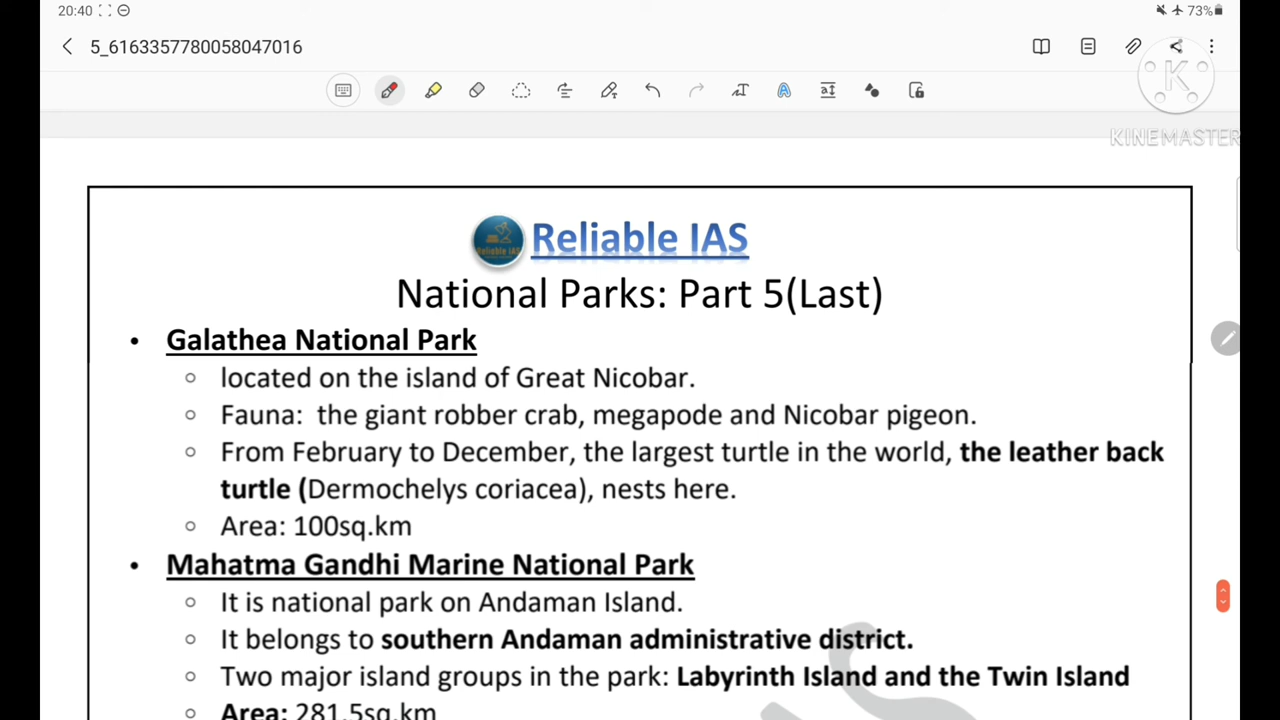 20:40
73%
5_6163357780058047016
K
KINEMASTER
Reliable IAS
National Parks: Part 5(Last)
• Galathea National Park
○ located on the island of Great Nicobar.
○ Fauna: the giant robber crab, megapode and Nicobar pigeon.
○ From February to December, the largest turtle in the world, the leather back
turtle (Dermochelys coriacea), nests here.
○ Area: 100sq.km
• Mahatma Gandhi Marine National Park
○ It is national park on Andaman Island.
○ It belongs to southern Andaman administrative district.
○ Two major island groups in the park: Labyrinth Island and the Twin Island
Area: 281.5sq.km